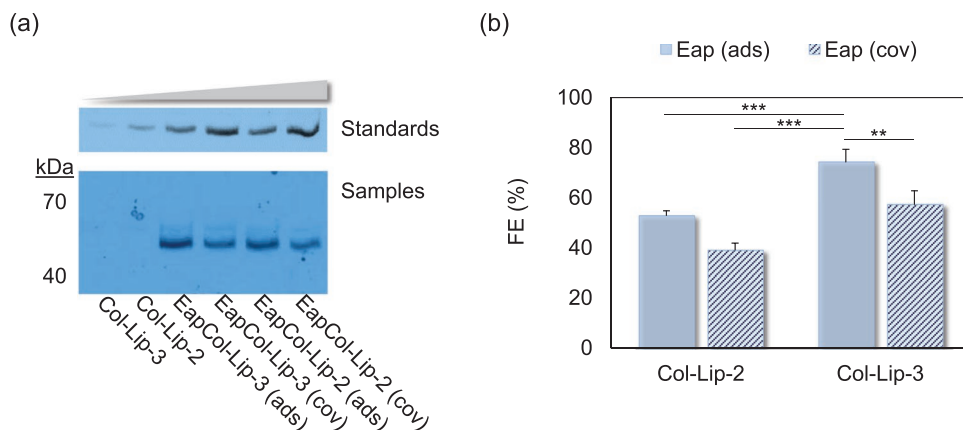 (a)
Standards
kDa
Samples
70
40
Col-Lip-3
Col-Lip-2
EapCol-Lip-3 (ads)
EapCol-Lip-3 (cov)
EapCol-Lip-2 (ads)
EapCol-Lip-2 (cov)
(b)
Eap (ads) Eap (cov)
100
80
60
40
20
0
FE (%)
***
***
**
Col-Lip-2 Col-Lip-3